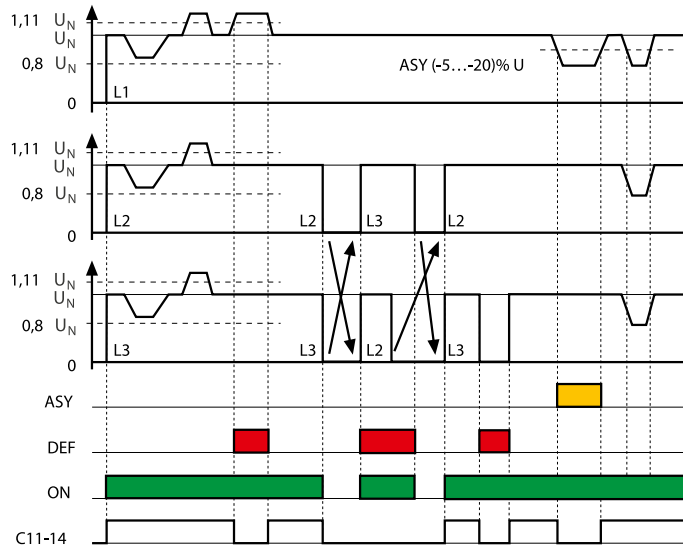 1,11 U_N
U_N
0,8 U_N
ASY (-5...-20)% U
0
L1
1,11 U_N
U_N
0,8 U_N
L2 L2 L3 L2
0
1,11 U_N
U_N
0,8 U_N
L3 L3 L2 L3
0
ASY
DEF
ON
C11-14